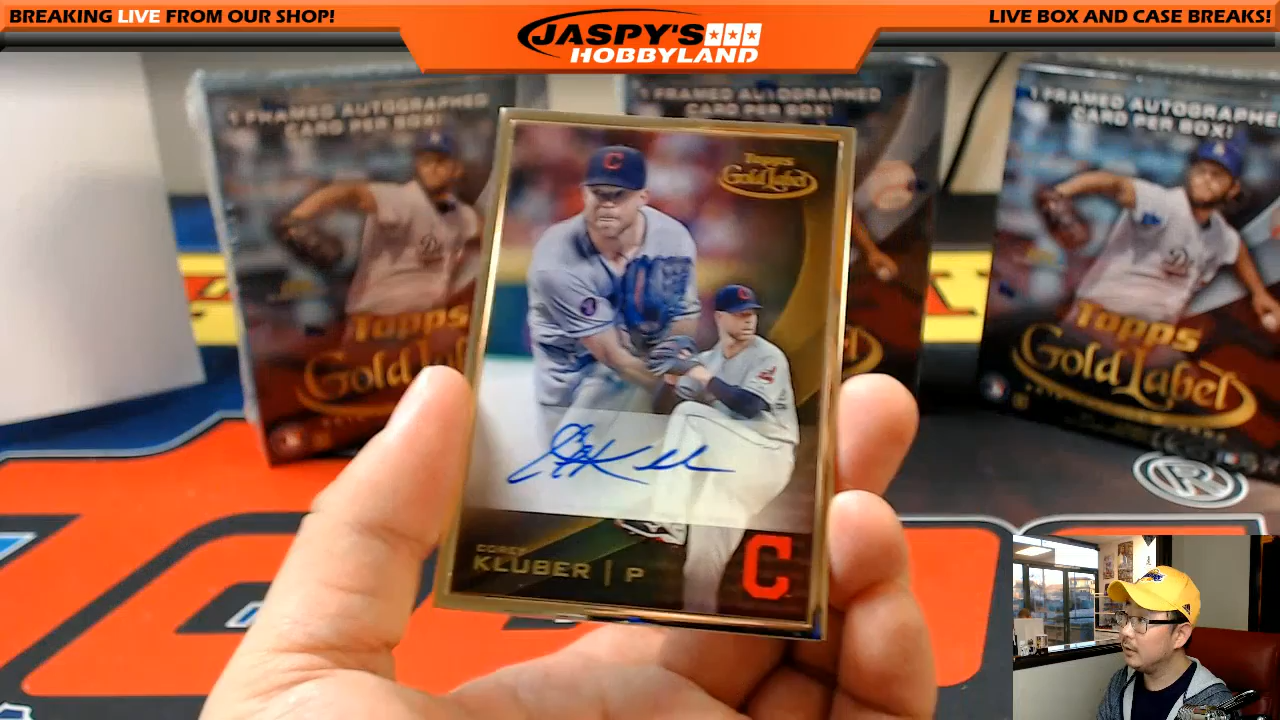 BREAKING LIVE FROM OUR SHOP!
JASPY'S
HOBBYLAND
LIVE BOX AND CASE BREAKS!
1 FRAMED AUTOGRAPHED
CARD PER BOX!
Topps
Gold Label
1 FRAMED AUTOGRAPHED
CARD PER BOX!
1 FRAMED AUTOGRAPHED
CARD PER BOX!
Topps
Gold Label
Topps
Gold Label
C
COREY
KLUBER | P
C
R